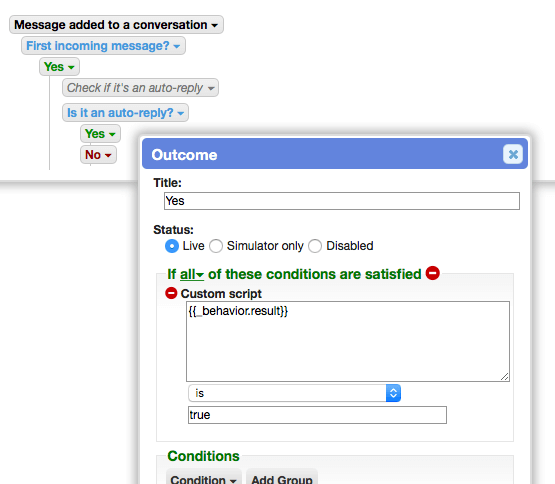 Message added to a conversation
First incoming message?
Yes
Check if it's an auto-reply
Is it an auto-reply?
Yes
No
Outcome
Title:
Yes
Status:
Live Simulator only Disabled
If all of these conditions are satisfied
Custom script
{{_behavior.result}}
is
true
Conditions
Condition Add Group